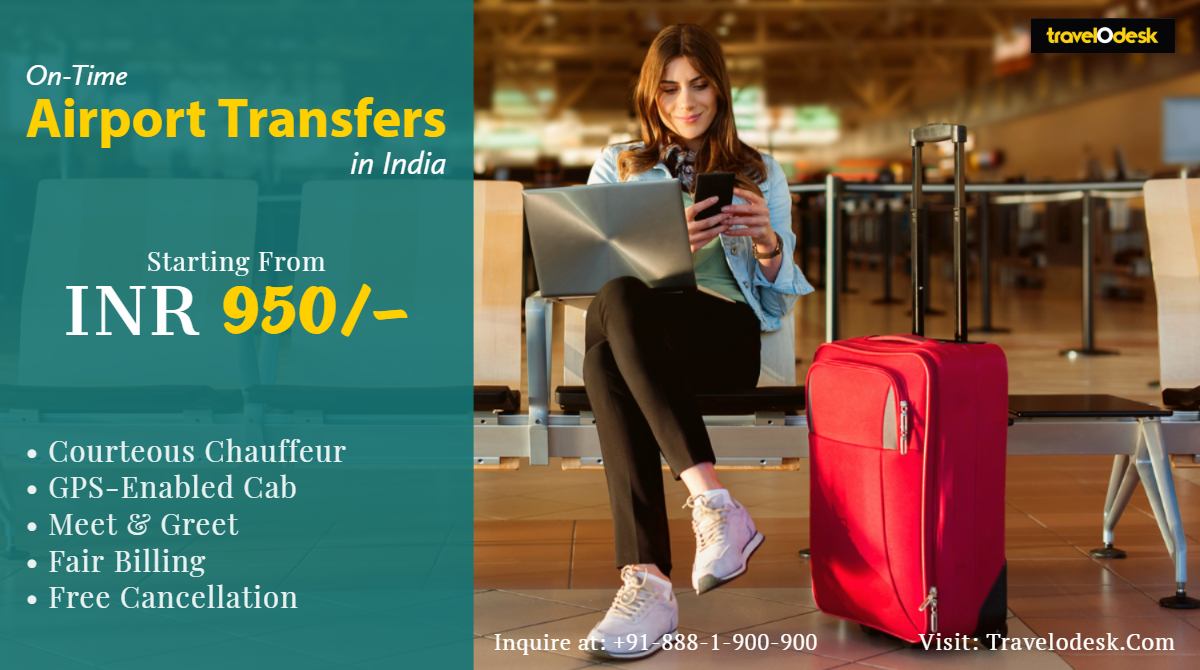 On-Time
Airport Transfers
in India
Starting From
INR 950/-
• Courteous Chauffeur
• GPS-Enabled Cab
• Meet & Greet
• Fair Billing
• Free Cancellation
travelOdesk
Inquire at: +91-888-1-900-900
Visit: Travelodesk.Com